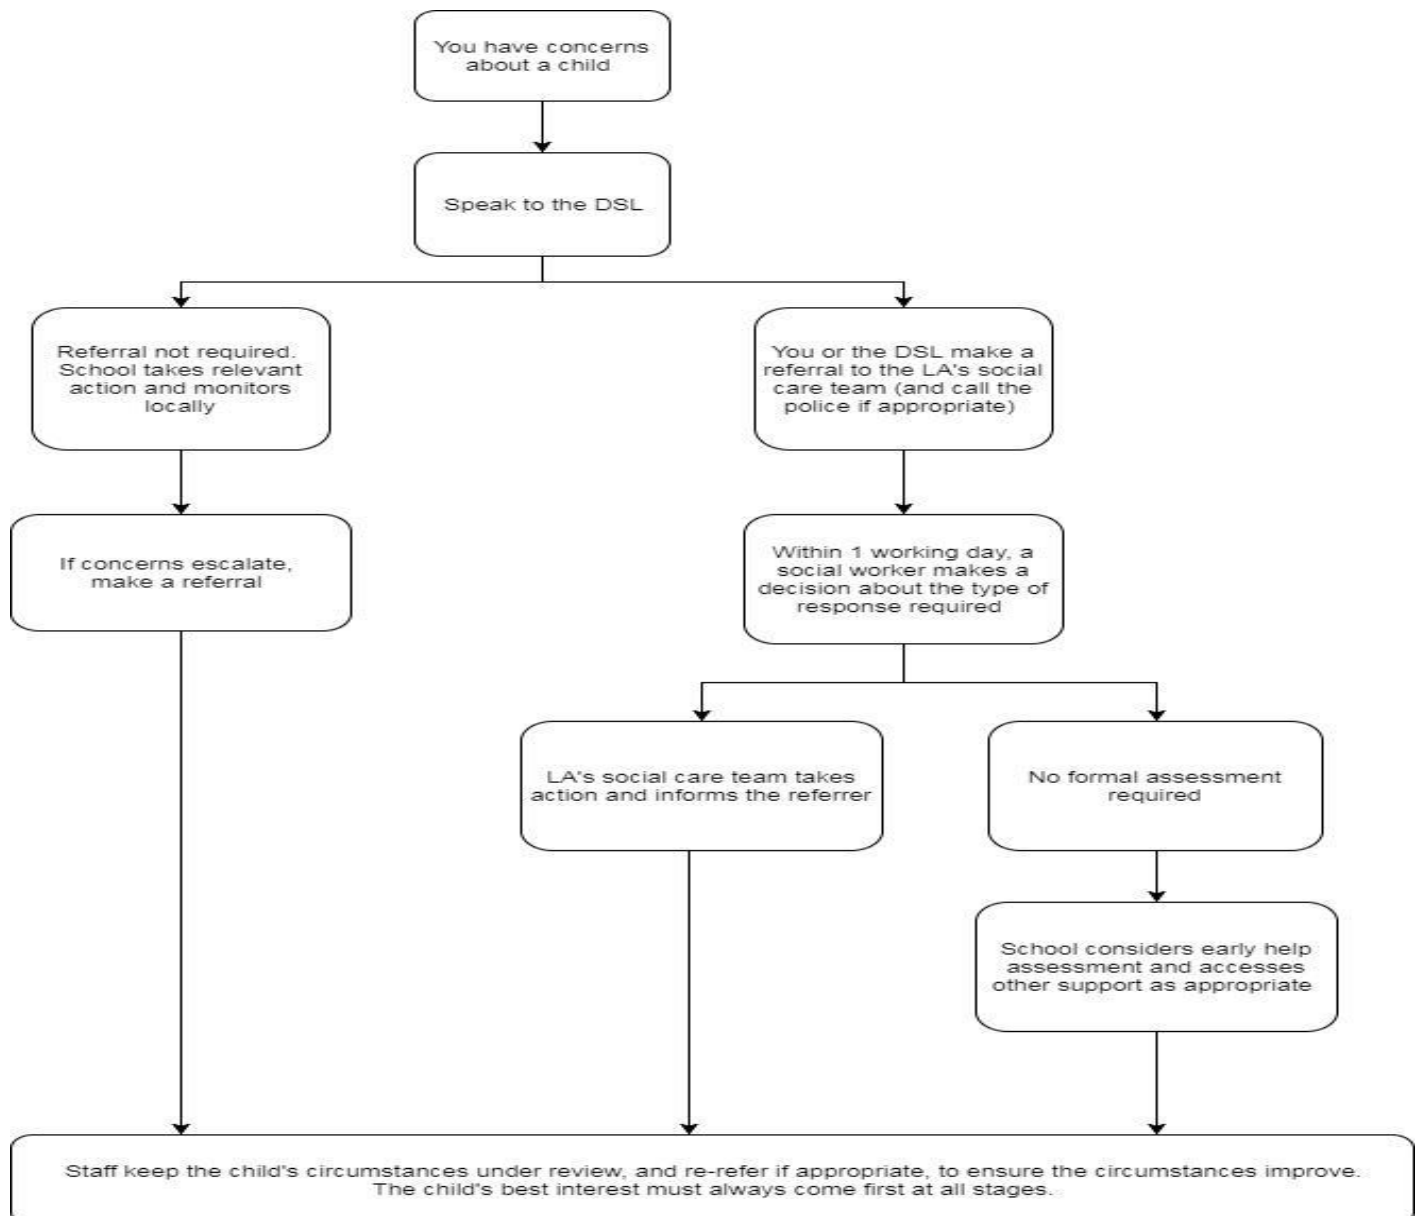 You have concerns
about a child
Speak to the DSL
Referral not required.
School takes relevant
action and monitors
locally
You or the DSL make a
referral to the LA's social
care team (and call the
police if appropriate)
If concerns escalate,
make a referral
Within 1 working day, a
social worker makes a
decision about the type of
response required
LA's social care team takes
action and informs the referrer
No formal assessment
required
School considers early help
assessment and accesses
other support as appropriate
Staff keep the child's circumstances under review, and re-refer if appropriate, to ensure the circumstances improve.
The child's best interest must always come first at all stages.